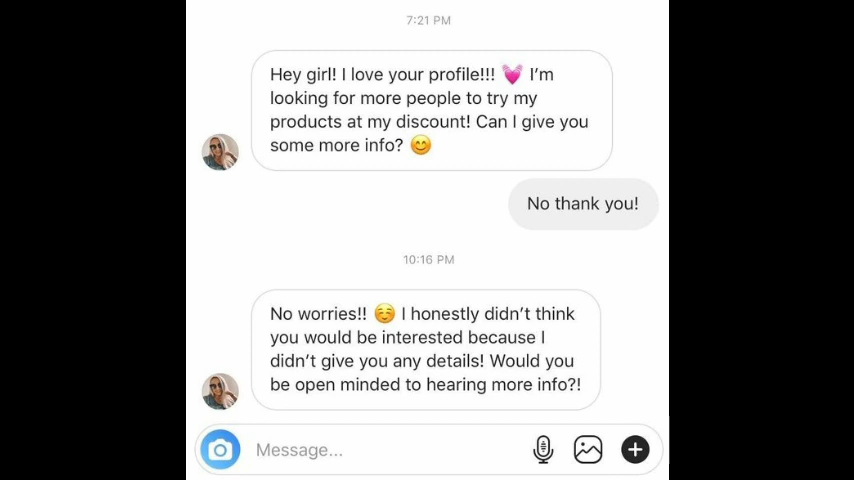 7:21 PM
Hey girl! I love your profile!!! 💓 I’m
looking for more people to try my
products at my discount! Can I give you
some more info? 😊
No thank you!
10:16 PM
No worries!! ☺️ I honestly didn’t think
you would be interested because I
didn’t give you any details! Would you
be open minded to hearing more info?!
Message...